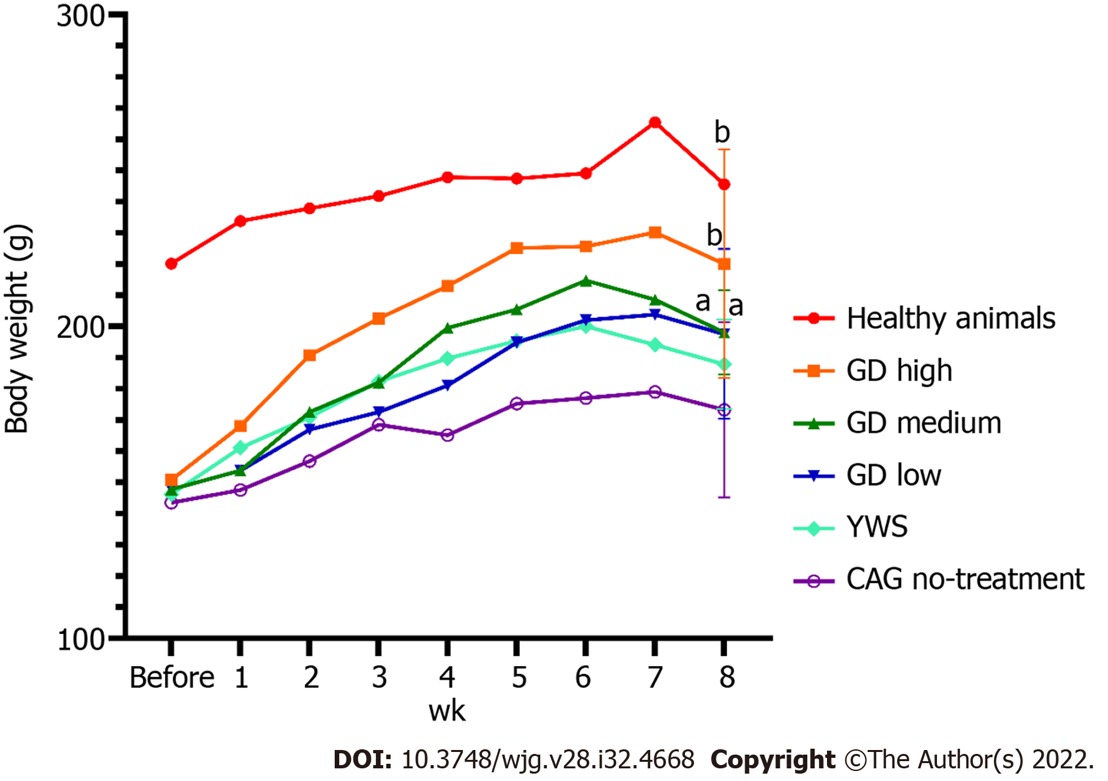 300
200
100
Body weight (g)
b
b
a a
Before 1 2 3 4 5 6 7 8
wk
Healthy animals
GD high
GD medium
GD low
YWS
CAG no-treatment
DOI: 10.3748/wjg.v28.i32.4668 Copyright ©The Author(s) 2022.